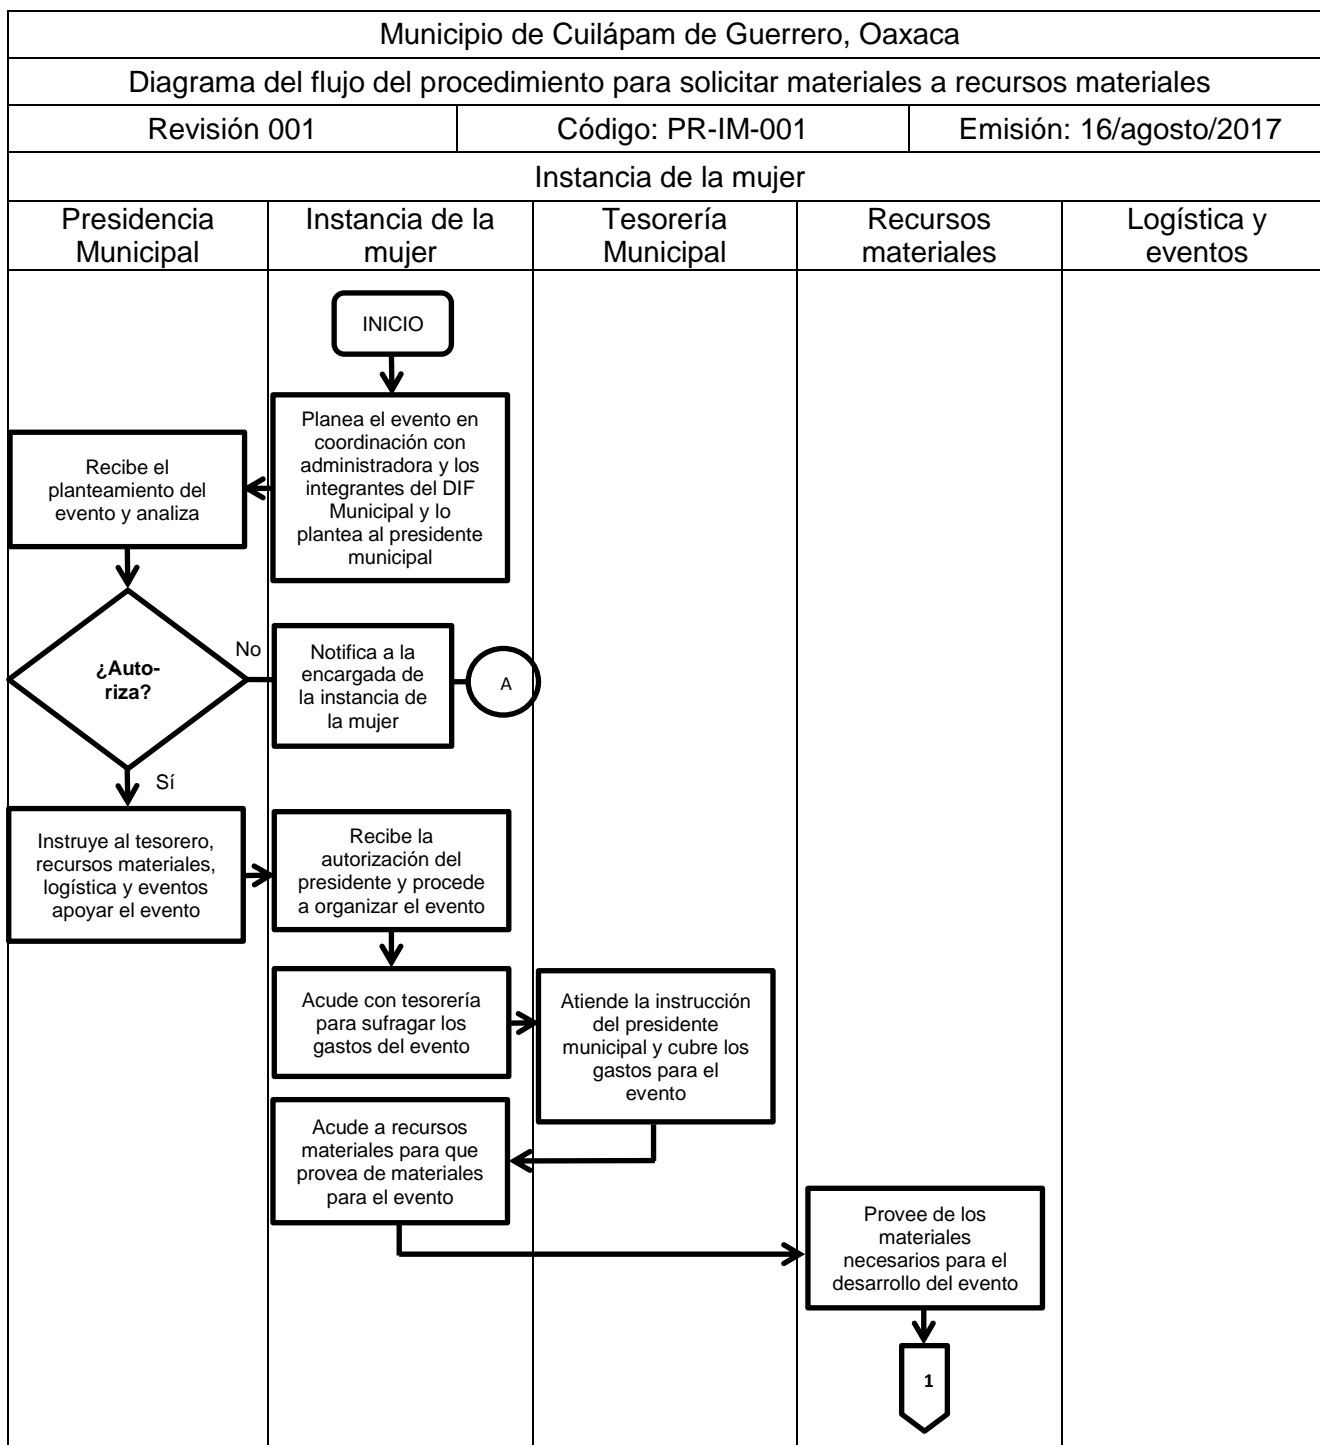 Municipio de Cuilápam de Guerrero, Oaxaca
Diagrama del flujo del procedimiento para solicitar materiales a recursos materiales
Revisión 001
Código: PR-IM-001
Emisión: 16/agosto/2017
Instancia de la mujer
Presidencia
Municipal
Instancia de la
mujer
Tesorería
Municipal
Recursos
materiales
Logística y
eventos
INICIO
Planea el evento en
coordinación con
administradora y los
integrantes del DIF
Municipal y lo
plantea al presidente
municipal
Recibe el
planteamiento del
evento y analiza
¿Auto-
riza?
No
Notifica a la
encargada de
la instancia de
la mujer
A
Sí
Instruye al tesorero,
recursos materiales,
logística y eventos
apoyar el evento
Recibe la
autorización del
presidente y procede
a organizar el evento
Acude con tesorería
para sufragar los
gastos del evento
Atiende la instrucción
del presidente
municipal y cubre los
gastos para el
evento
Acude a recursos
materiales para que
provea de materiales
para el evento
Provee de los
materiales
necesarios para el
desarrollo del evento
1